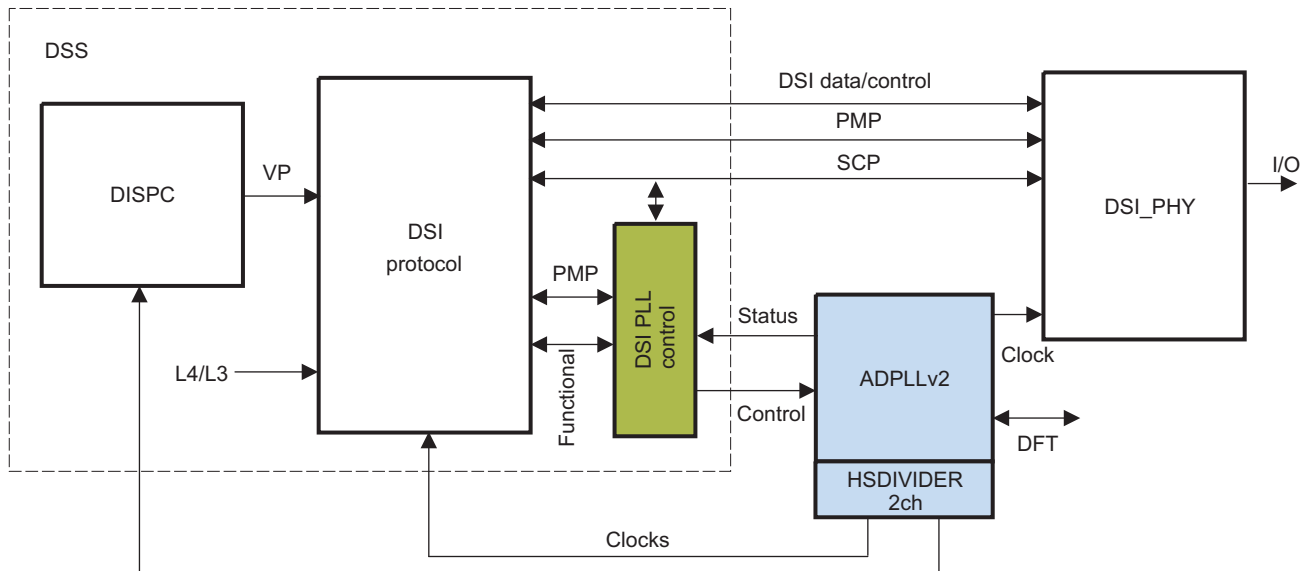 DSS
DSI data/control
PMP
SCP
I/O
VP
DISPC
DSI
protocol
DSI_PHY
PMP
DSI PLL
control
Status
Clock
L4/L3
Functional
ADPLLv2
Control
DFT
HSDIVIDER
2ch
Clocks